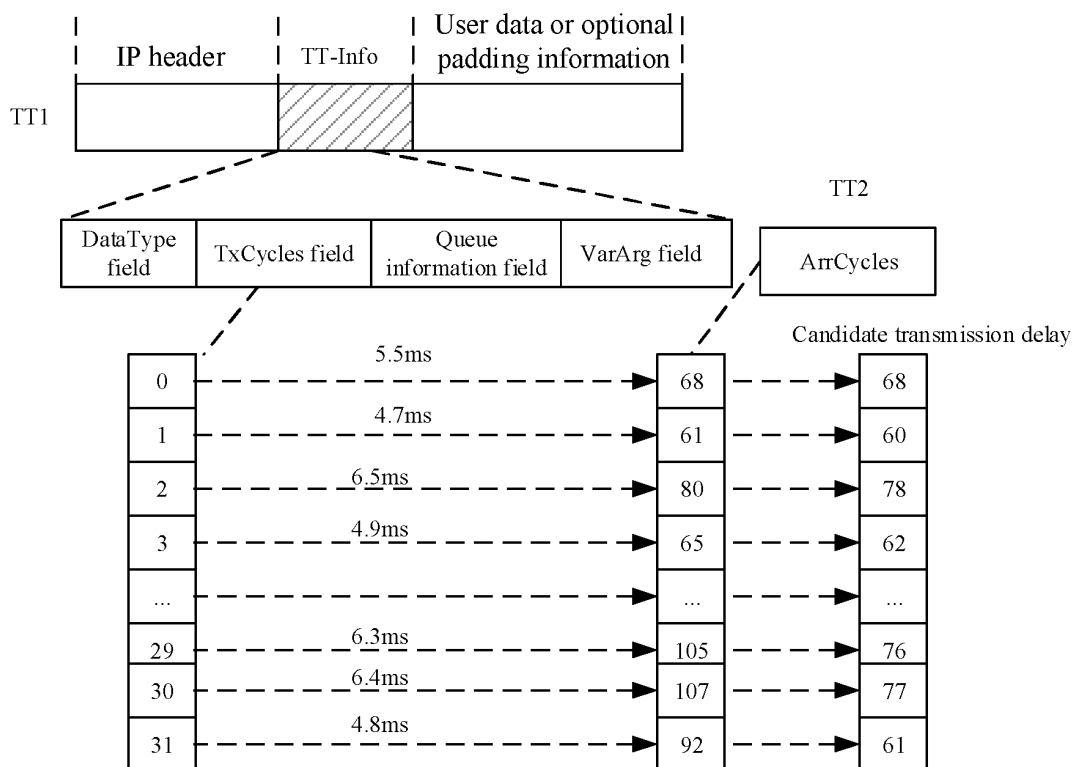 User data or optional
IP header TT-Info padding information
TT1
TT2
DataType field TxCycles field Queue information field VarArg field
ArrCycles
Candidate transmission delay
0 5.5ms 68 68
1 4.7ms 61 60
2 6.5ms 80 78
3 4.9ms 65 62
... ... ...
29 6.3ms 105 76
30 6.4ms 107 77
31 4.8ms 92 61